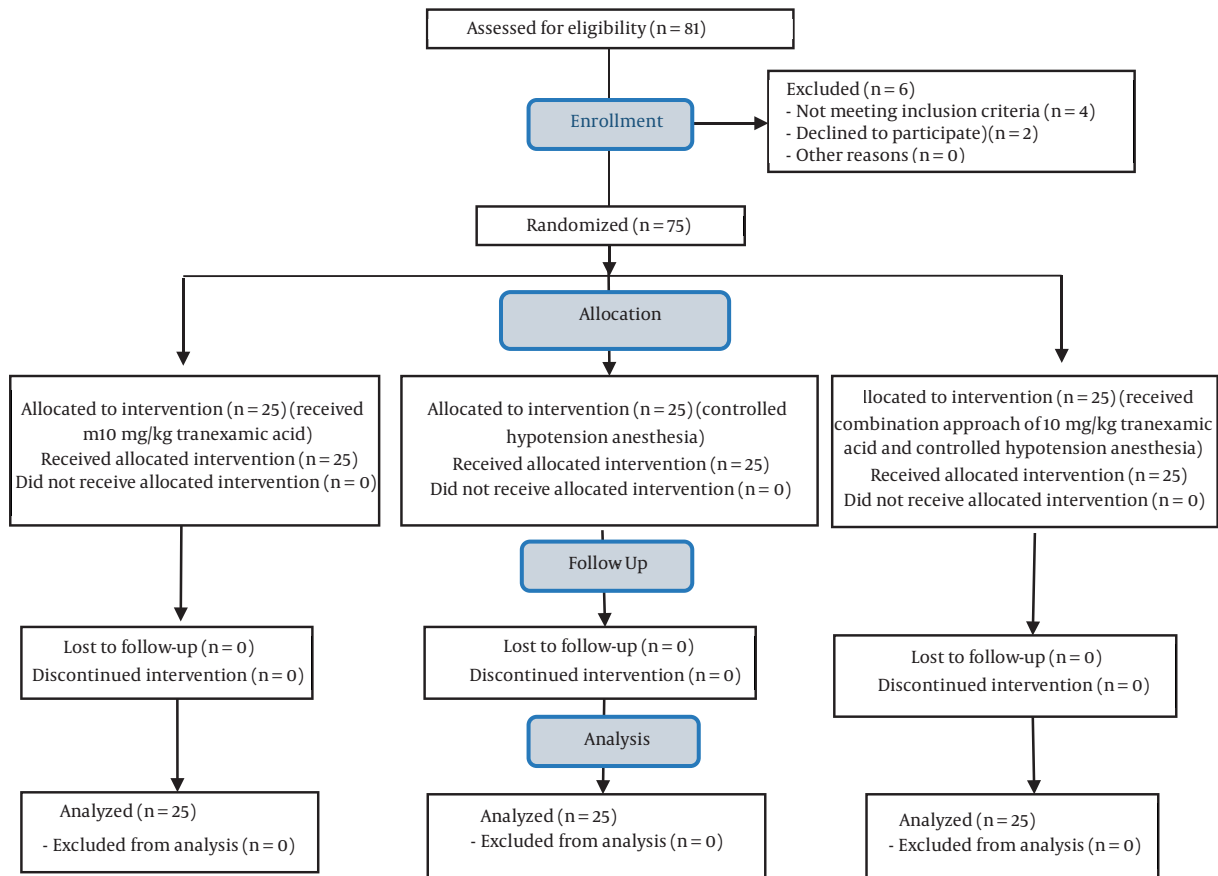 Assessed for eligibility (n = 81)
Enrollment
Excluded (n = 6)
- Not meeting inclusion criteria (n = 4)
- Declined to participate)(n = 2)
- Other reasons (n = 0)
Randomized (n = 75)
Allocation
Allocated to intervention (n = 25) (received
m10 mg/kg tranexamic acid)
Received allocated intervention (n = 25)
Did not receive allocated intervention (n = 0)
Allocated to intervention (n = 25) (controlled
hypotension anesthesia)
Received allocated intervention (n = 25)
Did not receive allocated intervention (n = 0)
llocated to intervention (n = 25) (received
combination approach of 10 mg/kg tranexamic
acid and controlled hypotension anesthesia)
Received allocated intervention (n = 25)
Did not receive allocated intervention (n = 0)
Follow Up
Lost to follow-up (n = 0)
Discontinued intervention (n = 0)
Lost to follow-up (n = 0)
Discontinued intervention (n = 0)
Lost to follow-up (n = 0)
Discontinued intervention (n = 0)
Analysis
Analyzed (n = 25)
- Excluded from analysis (n = 0)
Analyzed (n = 25)
- Excluded from analysis (n = 0)
Analyzed (n = 25)
- Excluded from analysis (n = 0)